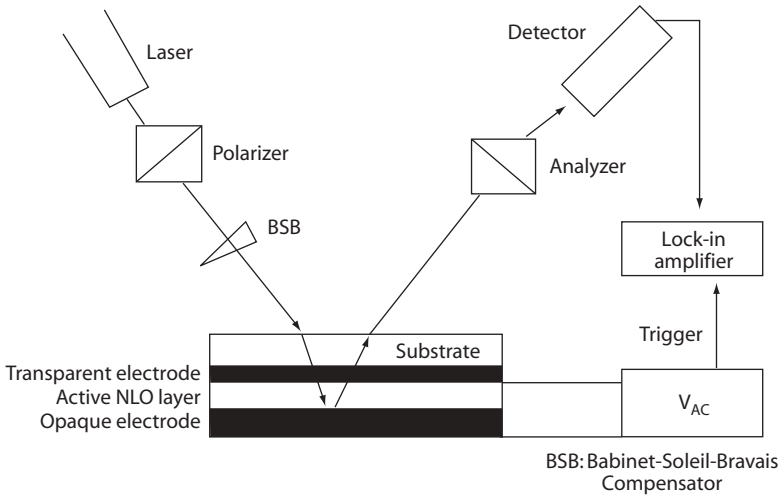 Laser
Detector
Polarizer
Analyzer
BSB
Lock-in
amplifier
Trigger
Substrate
Transparent electrode
Active NLO layer
Opaque electrode
VAC
BSB: Babinet-Soleil-Bravais
Compensator